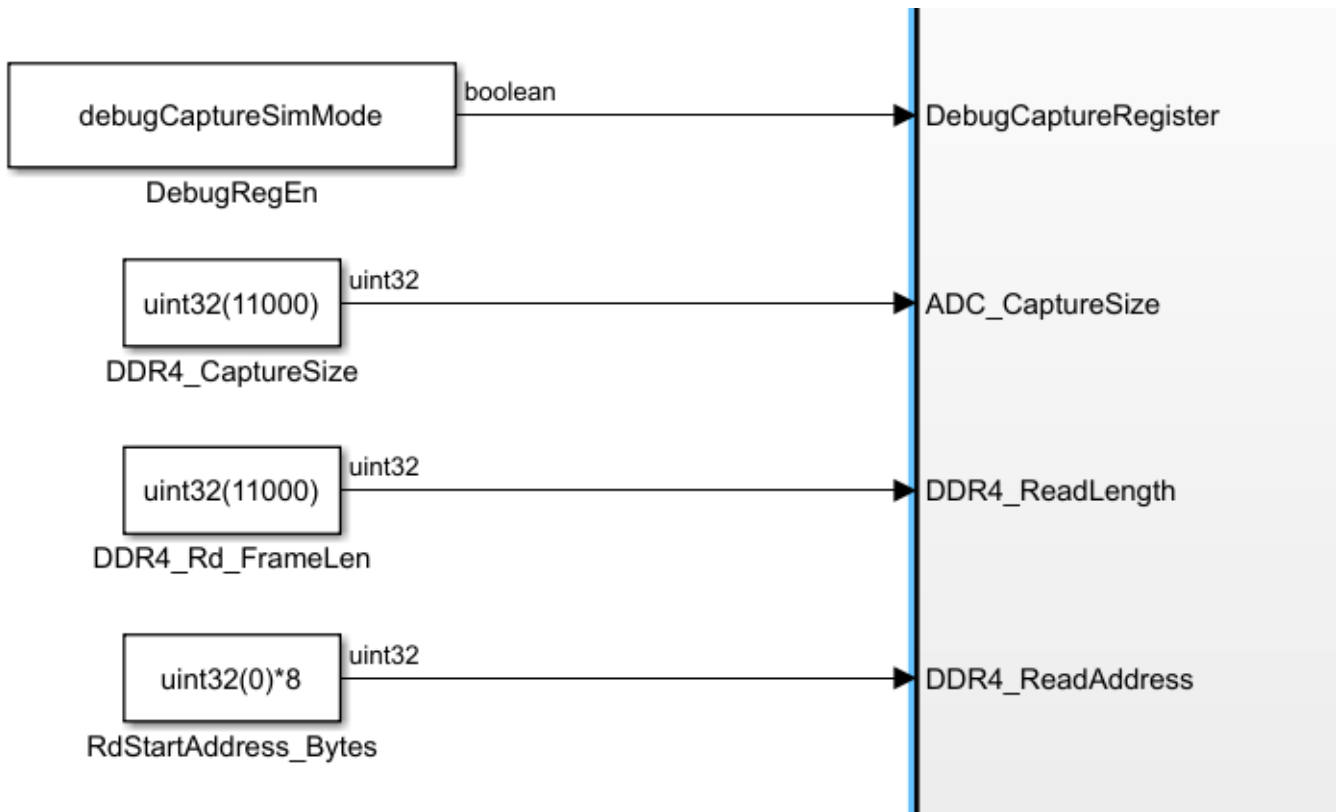 debugCaptureSimMode
boolean
DebugCaptureRegister
DebugRegEn
uint32(11000)
uint32
ADC_CaptureSize
DDR4_CaptureSize
uint32(11000)
uint32
DDR4_ReadLength
DDR4_Rd_FrameLen
uint32(0)*8
uint32
DDR4_ReadAddress
RdStartAddress_Bytes